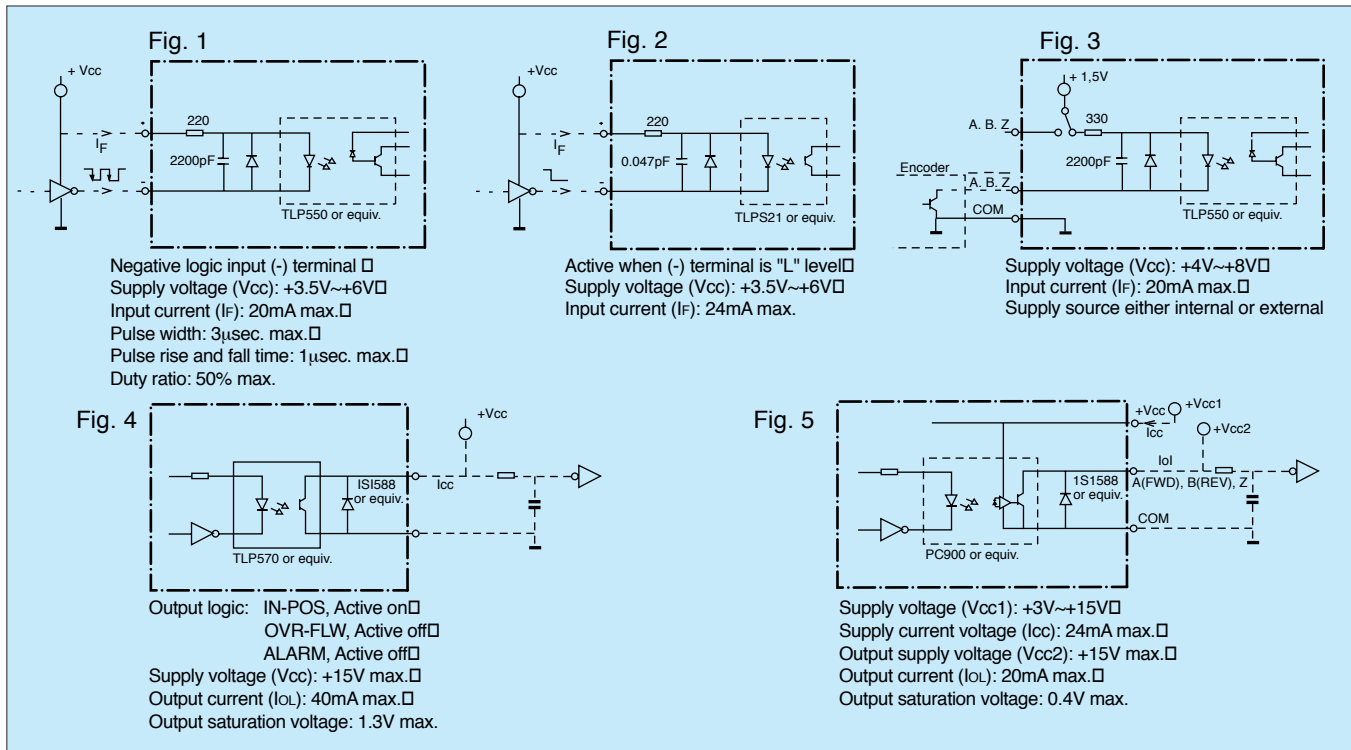 Fig. 1
+ Vcc
220
IF
2200pF
TLP550 or equiv.
Negative logic input (-) terminal □
Supply voltage (Vcc): +3.5V~+6V□
Input current (IF): 20mA max.□
Pulse width: 3µsec. max.□
Pulse rise and fall time: 1µsec. max.□
Duty ratio: 50% max.
Fig. 2
+ Vcc
220
IF
0.047pF
TLPS21 or equiv.
Active when (-) terminal is "L" level□
Supply voltage (Vcc): +3.5V~+6V□
Input current (IF): 24mA max.
Fig. 3
+ 1,5V
A. B. Z
330
2200pF
Encoder
A. B. Z
COM
TLP550 or equiv.
Supply voltage (Vcc): +4V~+8V□
Input current (IF): 20mA max.□
Supply source either internal or external
Fig. 4
+Vcc
ISI588
or equiv.
Icc
TLP570 or equiv.
Output logic: IN-POS, Active on□
OVR-FLW, Active off□
ALARM, Active off□
Supply voltage (Vcc): +15V max.□
Output current (IOL): 40mA max.□
Output saturation voltage: 1.3V max.
Fig. 5
+Vcc
+Vcc1
Icc
+Vcc2
IoI
1S1588
or equiv.
A(FWD), B(REV), Z
COM
PC900 or equiv.
Supply voltage (Vcc1): +3V~+15V□
Supply current voltage (Icc): 24mA max.□
Output supply voltage (Vcc2): +15V max.□
Output current (IOL): 20mA max.□
Output saturation voltage: 0.4V max.